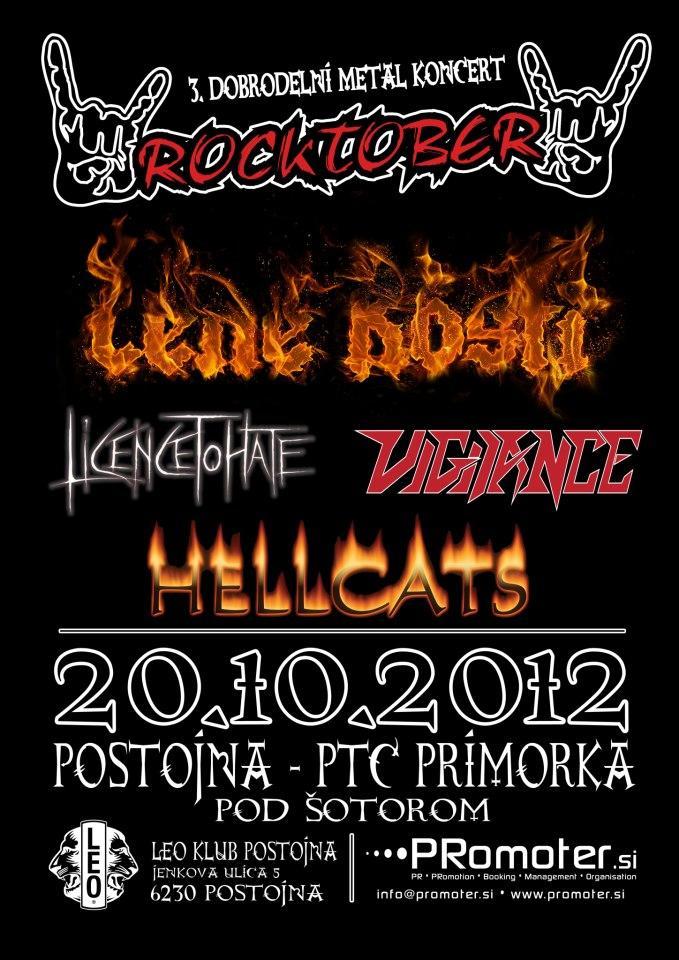 3. DOBRODELNI METAL KONCERT
ROCKTOBER
Lene kosti
LICENCETOHATE
VIGILANCE
HELLCATS
20.10.2012
POSTOJNA - PTC PRIMORKA
POD ŠOTOROM
LEO
LEO KLUB POSTOJNA
JENKOVA ULICA 5
6230 POSTOJNA
PRomoter.si
PR • PRomotion • Booking • Management • Organisation
info@promoter.si • www.promoter.si